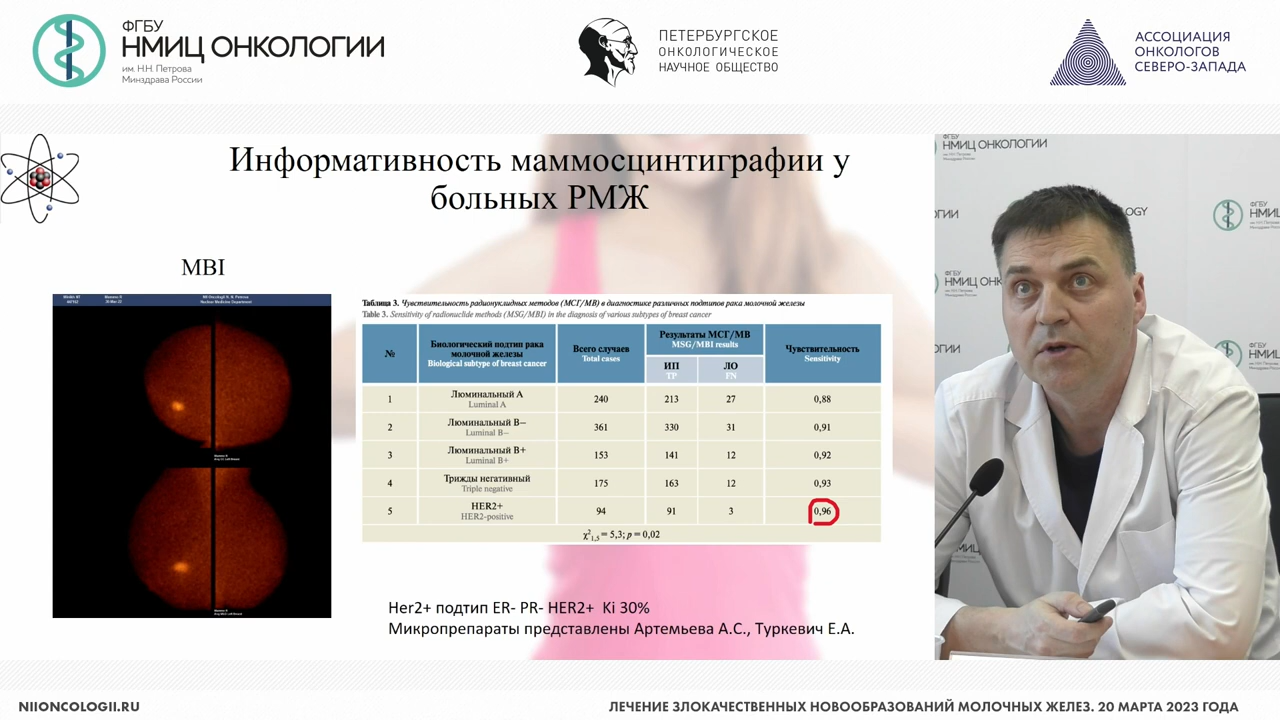 ФГБУ
НМИЦ ОНКОЛОГИИ
им. Н.Н. Петрова
Минздрава России
ПЕТЕРБУРГСКОЕ
ОНКОЛОГИЧЕСКОЕ
НАУЧНОЕ ОБЩЕСТВО
АССОЦИАЦИЯ
ОНКОЛОГОВ
СЕВЕРО-ЗАПАДА
Информативность маммосцинтиграфии у
больных РМЖ
MBI
Таблица 3. Чувствительность радионуклидных методов (МСГ/МВ) в диагностике различных подтипов рака молочной железы
Table 3. Sensitivity of radionuclide methods (MSG/MBI) in the diagnosis of various subtypes of breast cancer
№
Биологический подтип рака
молочной железы
Biological subtype of breast cancer
Всего случаев
Total cases
Результаты МСГ/МВ
MSG/MBI results
ИП
TP
ЛО
FN
Чувствительность
Sensitivity
1 Люминальный А 240 213 27 0,88
Luminal A
2 Люминальный В– 361 330 31 0,91
Luminal B–
3 Люминальный В+ 153 141 12 0,92
Luminal B+
4 Трижды негативный 175 163 12 0,93
Triple negative
5 HER2+ 94 91 3 0,96
HER2-positive
χ²1,5 = 5,3; p = 0,02
Her2+ подтип ER- PR- HER2+ Ki 30%
Микропрепараты представлены Артемьева А.С., Туркевич Е.А.
NIIONCOLOGII.RU
ЛЕЧЕНИЕ ЗЛОКАЧЕСТВЕННЫХ НОВООБРАЗОВАНИЙ МОЛОЧНЫХ ЖЕЛЕЗ. 20 МАРТА 2023 ГОДА